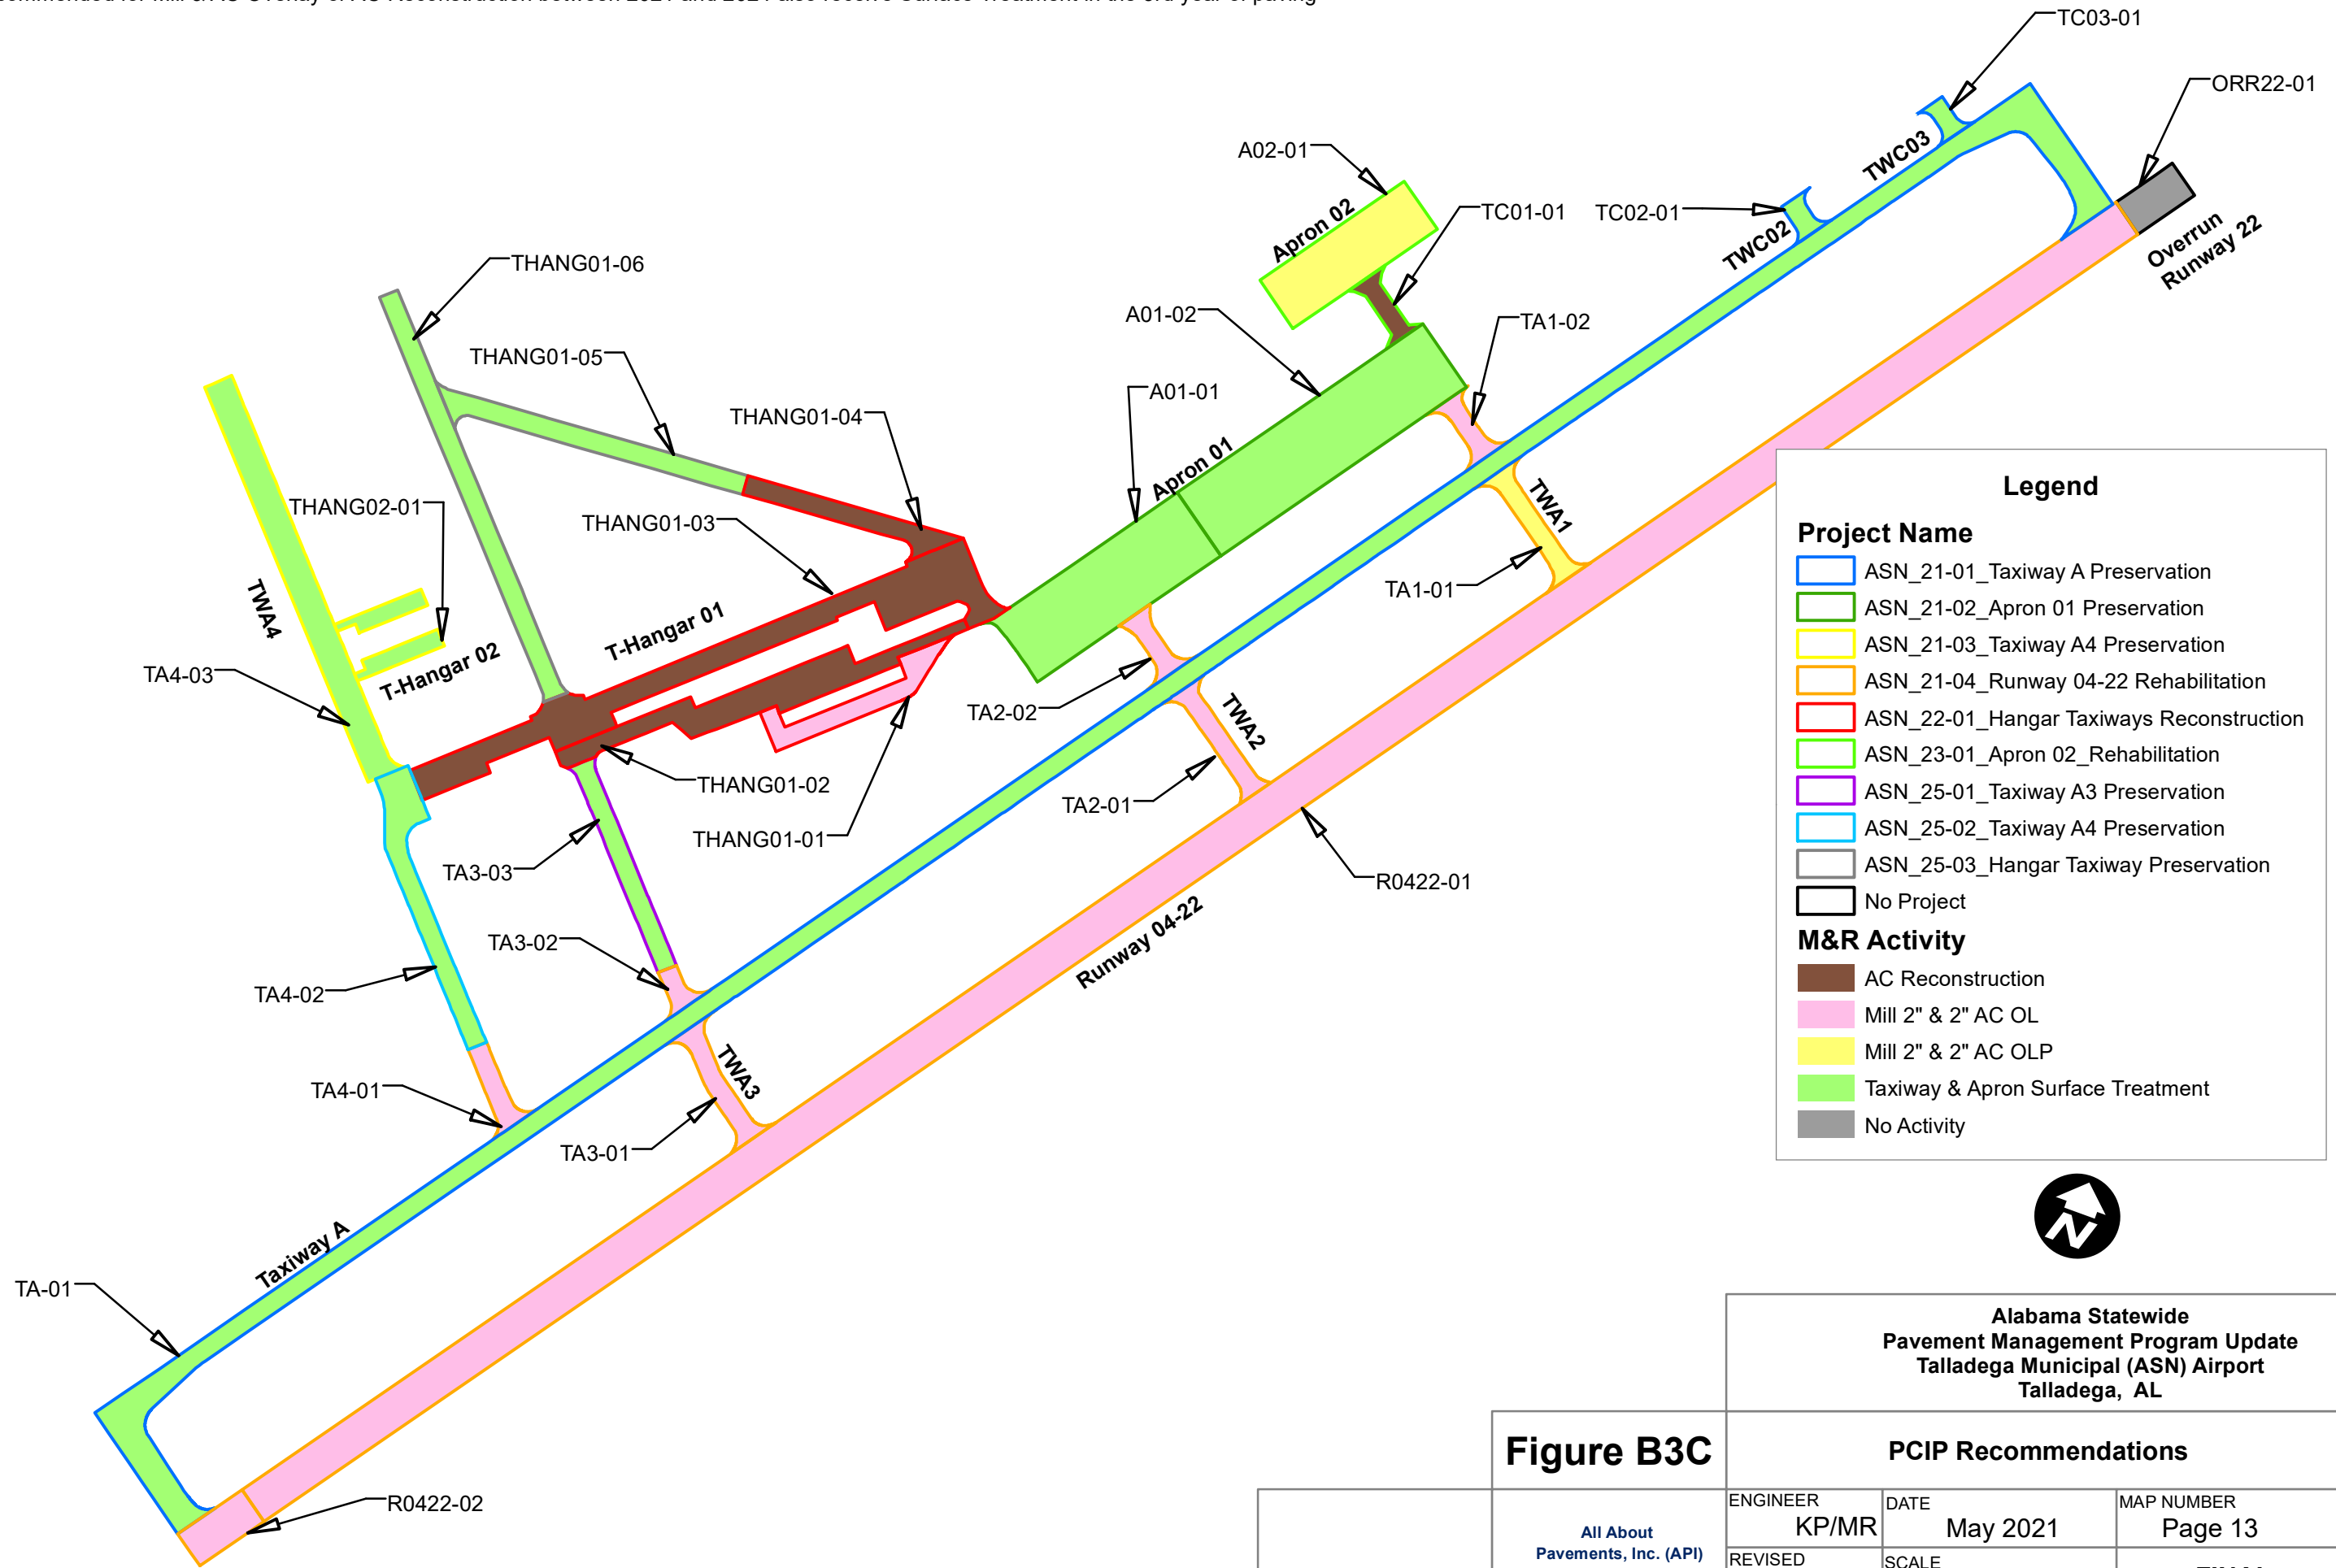 TC03-01
ORR22-01
A02-01
TWC03
Apron 02
TC01-01
TC02-01
TWC02
Overrun
Runway 22
THANG01-06
A01-02
TA1-02
THANG01-05
A01-01
THANG01-04
Apron 01
THANG02-01
THANG01-03
TWA1
TA1-01
TWA4
T-Hangar 01
T-Hangar 02
TA4-03
TA2-02
TWA2
THANG01-02
TA2-01
THANG01-01
TA3-03
R0422-01
TA3-02
Runway 04-22
TA4-02
TWA3
TA4-01
TA3-01
Taxiway A
TA-01
R0422-02
Legend
Project Name
ASN_21-01_Taxiway A Preservation
ASN_21-02_Apron 01 Preservation
ASN_21-03_Taxiway A4 Preservation
ASN_21-04_Runway 04-22 Rehabilitation
ASN_22-01_Hangar Taxiways Reconstruction
ASN_23-01_Apron 02_Rehabilitation
ASN_25-01_Taxiway A3 Preservation
ASN_25-02_Taxiway A4 Preservation
ASN_25-03_Hangar Taxiway Preservation
No Project
M&R Activity
AC Reconstruction
Mill 2" & 2" AC OL
Mill 2" & 2" AC OLP
Taxiway & Apron Surface Treatment
No Activity
N
Alabama Statewide
Pavement Management Program Update
Talladega Municipal (ASN) Airport
Talladega, AL
Figure B3C
PCIP Recommendations
ENGINEER
KP/MR
DATE
May 2021
MAP NUMBER
Page 13
All About
Pavements, Inc. (API)
REVISED
SCALE